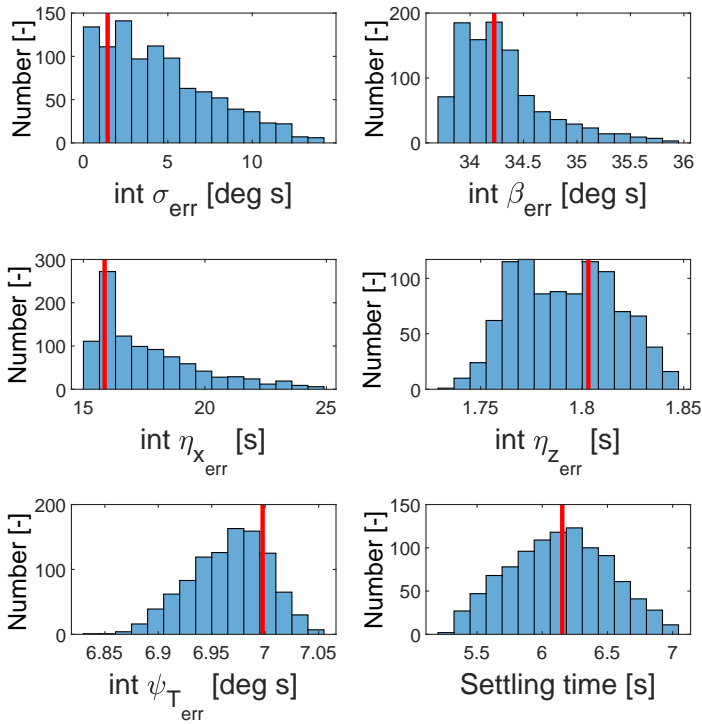 150
100
50
0
Number [-]
0 5 10
int σ_err [deg s]
200
100
0
Number [-]
34 34.5 35 35.5 36
int β_err [deg s]
300
200
100
0
Number [-]
15 20 25
int η_x_err [s]
100
50
0
Number [-]
1.75 1.8 1.85
int η_z_err [s]
200
100
0
Number [-]
6.85 6.9 6.95 7 7.05
int ψ_T_err [deg s]
150
100
50
0
Number [-]
5.5 6 6.5 7
Settling time [s]